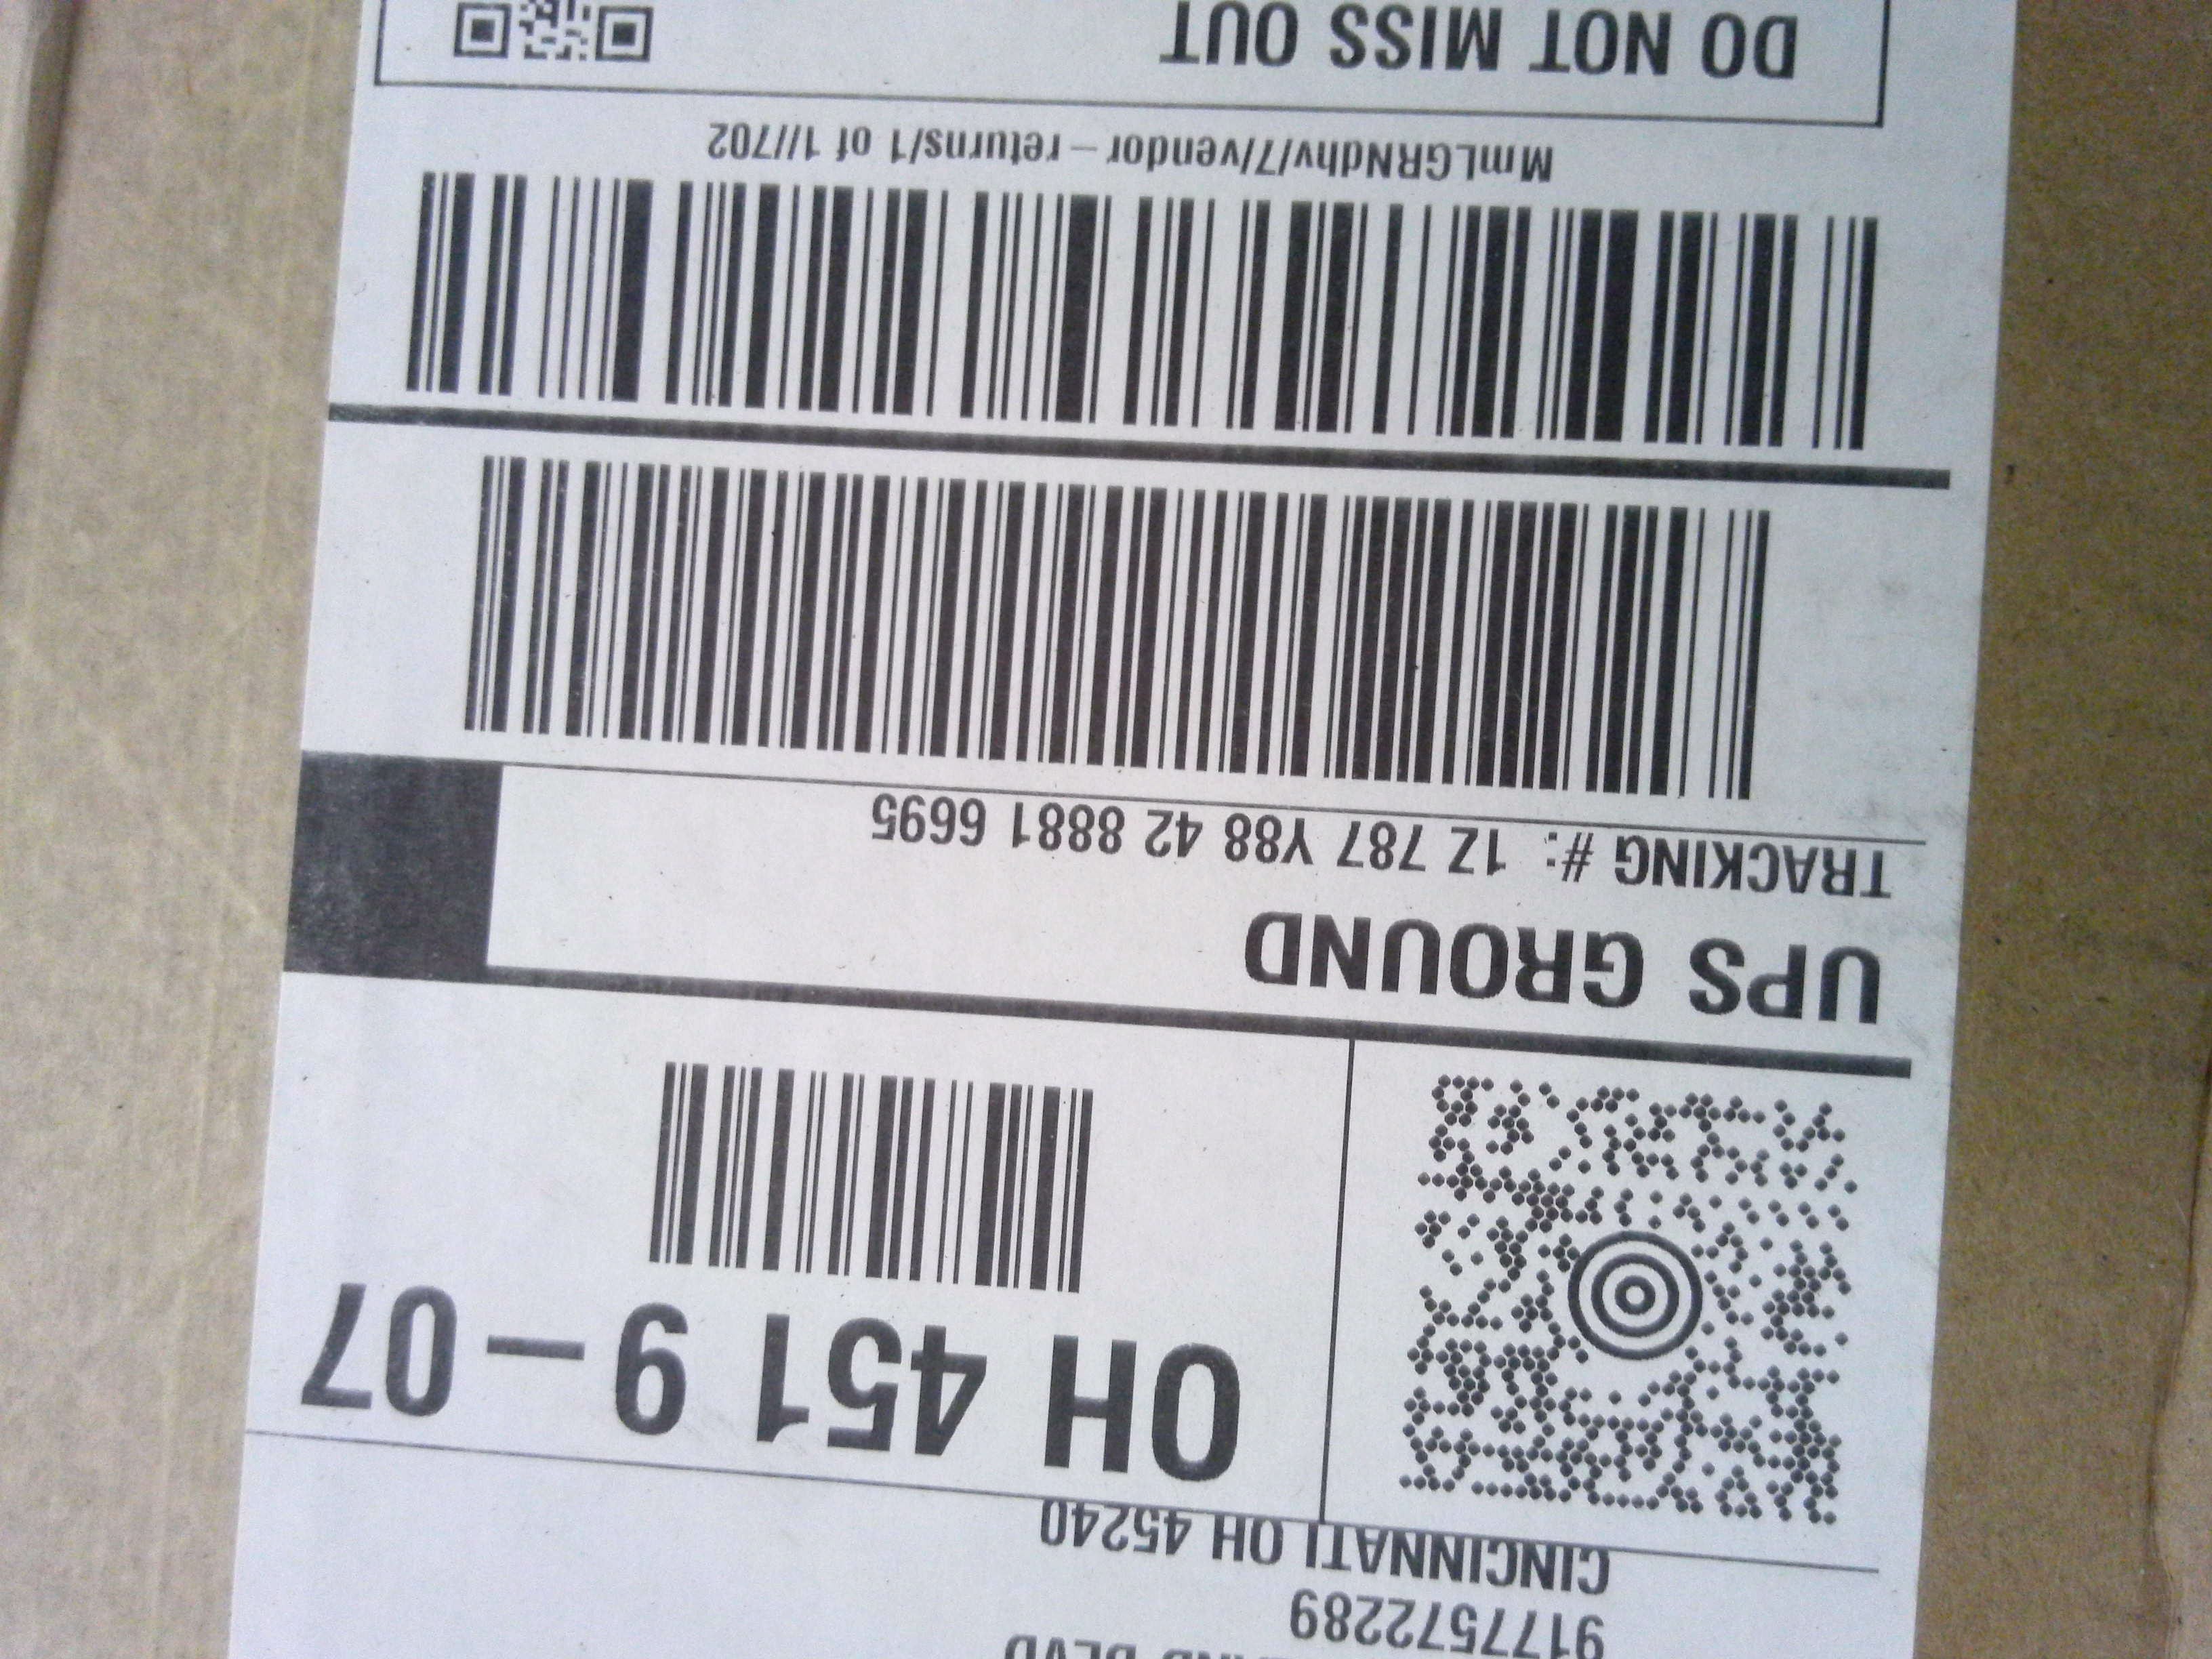 BLVD
9177572289
CINCINNATI OH 45240
OH 451 9-07
UPS GROUND
TRACKING #: 1Z 787 Y88 42 8881 6695
MmLGRNdhv/7/vendor-returns/1 of 1//702
DO NOT MISS OUT